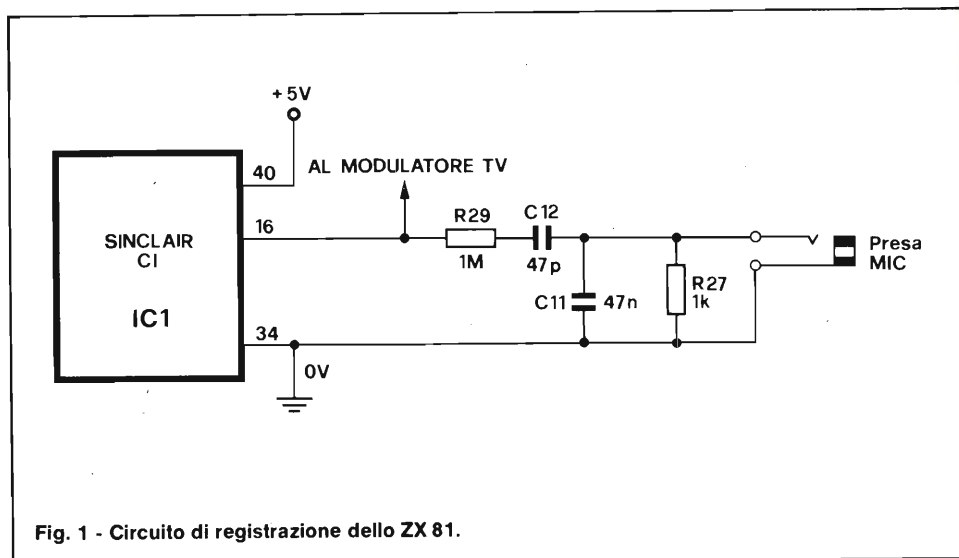 +5V
40
AL MODULATORE TV
16
R29
C12
SINCLAIR
CI
1M
47p
Presa
MIC
R27
1k
C11
47n
IC1
34
0V
Fig. 1 - Circuito di registrazione dello ZX 81.